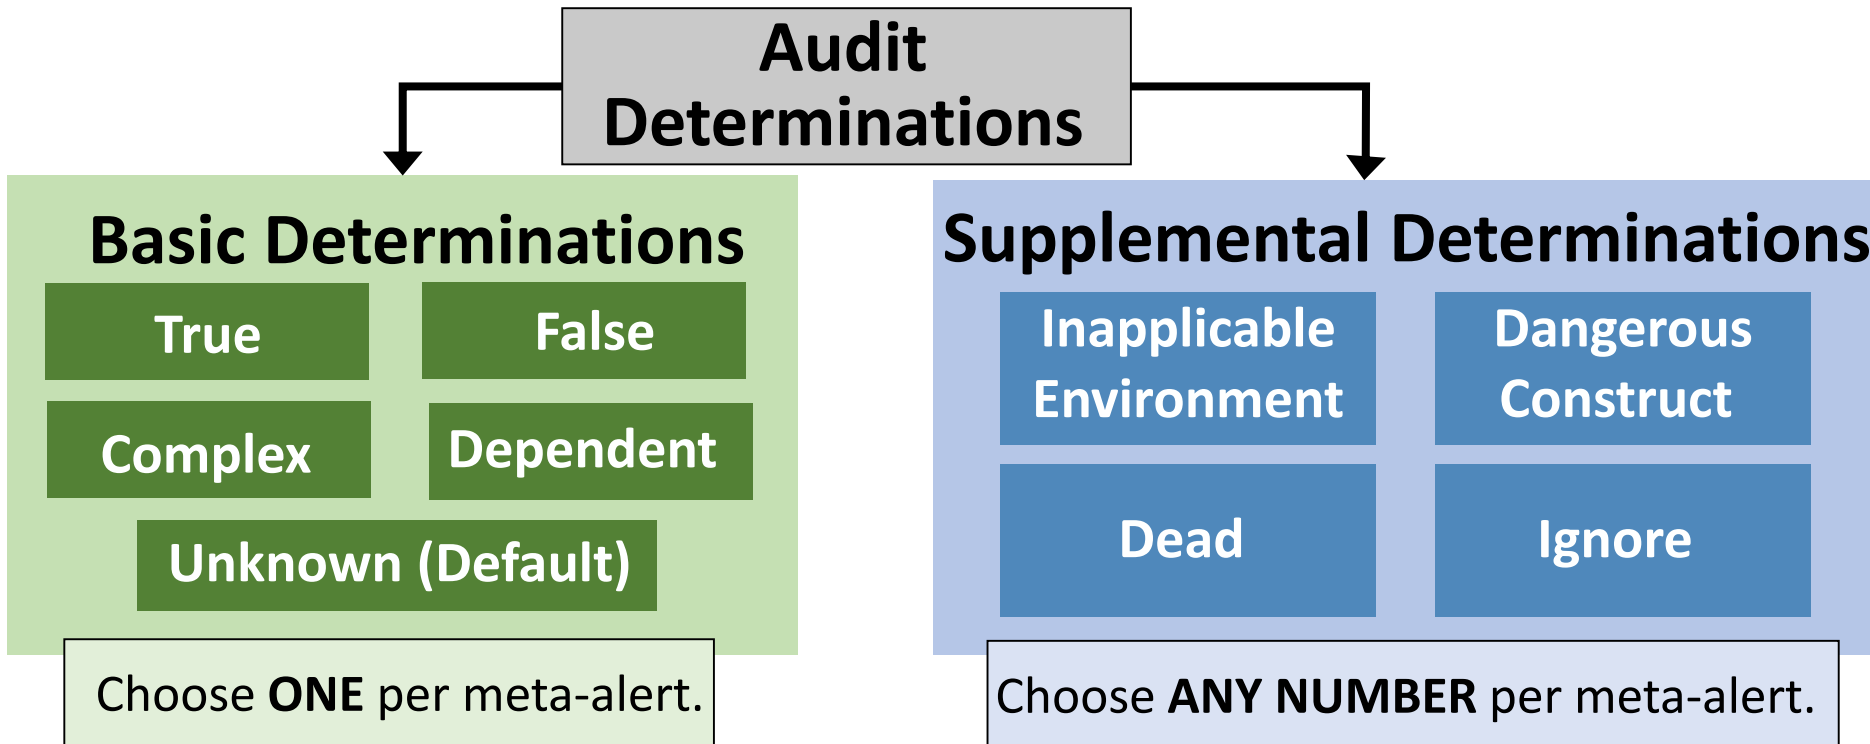 Audit
Determinations
Basic Determinations
True
False
Complex
Dependent
Unknown (Default)
Choose ONE per meta-alert.
Supplemental Determinations
Inapplicable
Environment
Dangerous
Construct
Dead
Ignore
Choose ANY NUMBER per meta-alert.